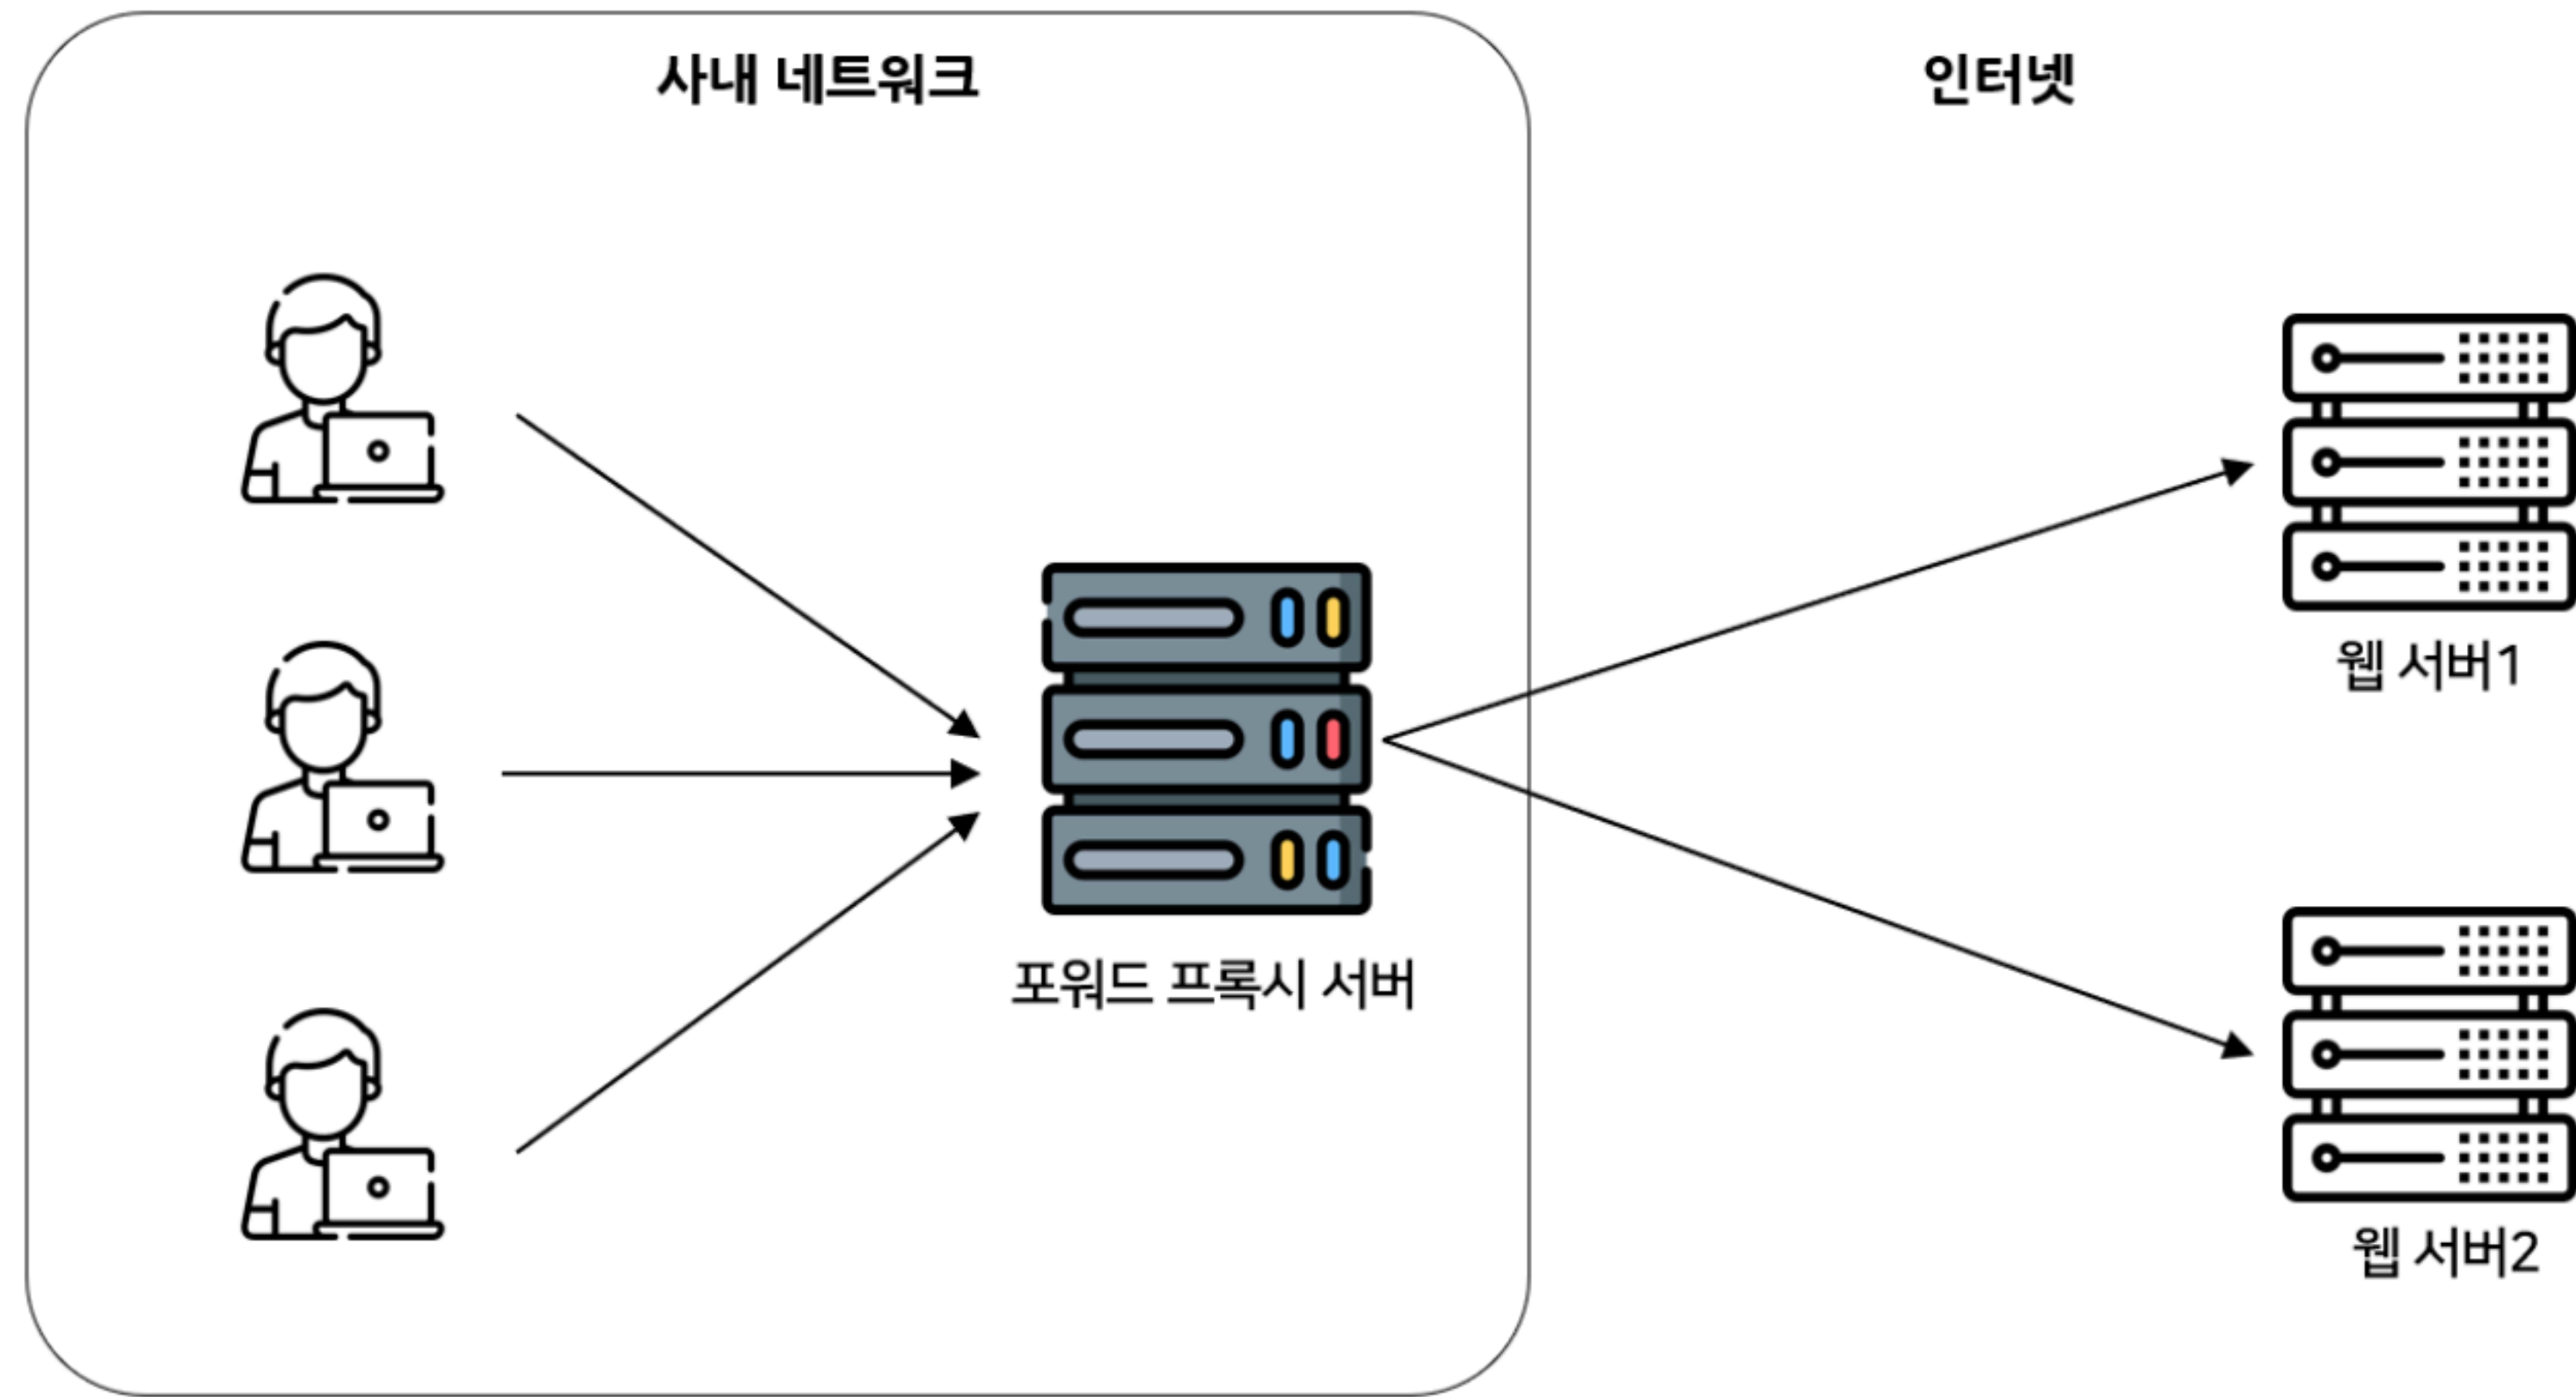 사내 네트워크
인터넷
웹 서버1
포워드 프록시 서버
웹 서버2